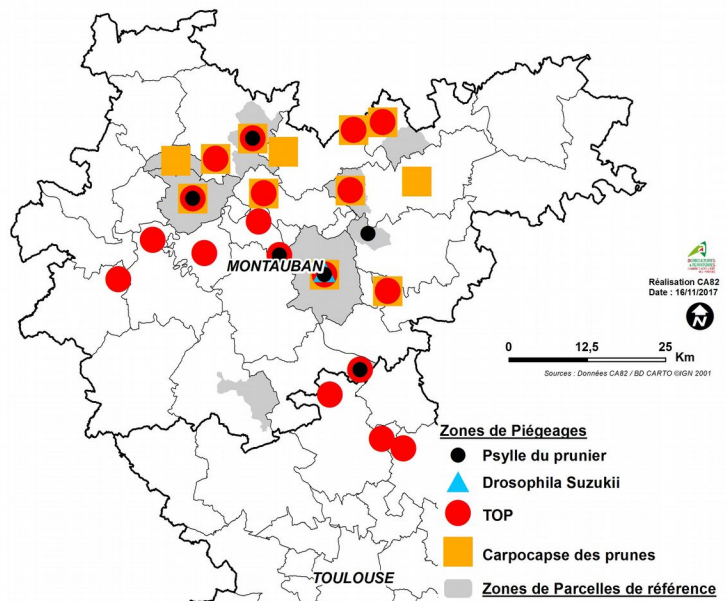 MONTAUBAN
Réalisation CA82
Date : 16/11/2017
N
0 12,5 25
Km
Sources : Données CA82 / BD CARTO ©IGN 2001
Zones de Piégeages
Psylle du prunier
Drosophila Suzukii
TOP
Carpocapse des prunes
TOULOUSE
Zones de Parcelles de référence